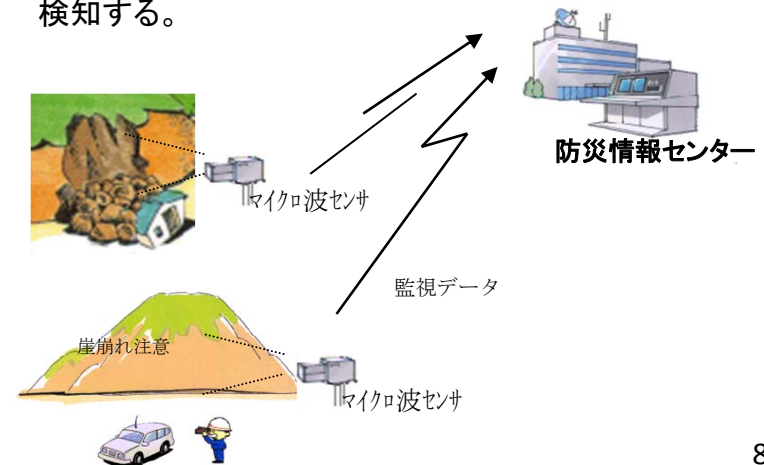 検知する。
防災情報センター
マイクロ波センサ
監視データ
崖崩れ注意
マイクロ波センサ
8